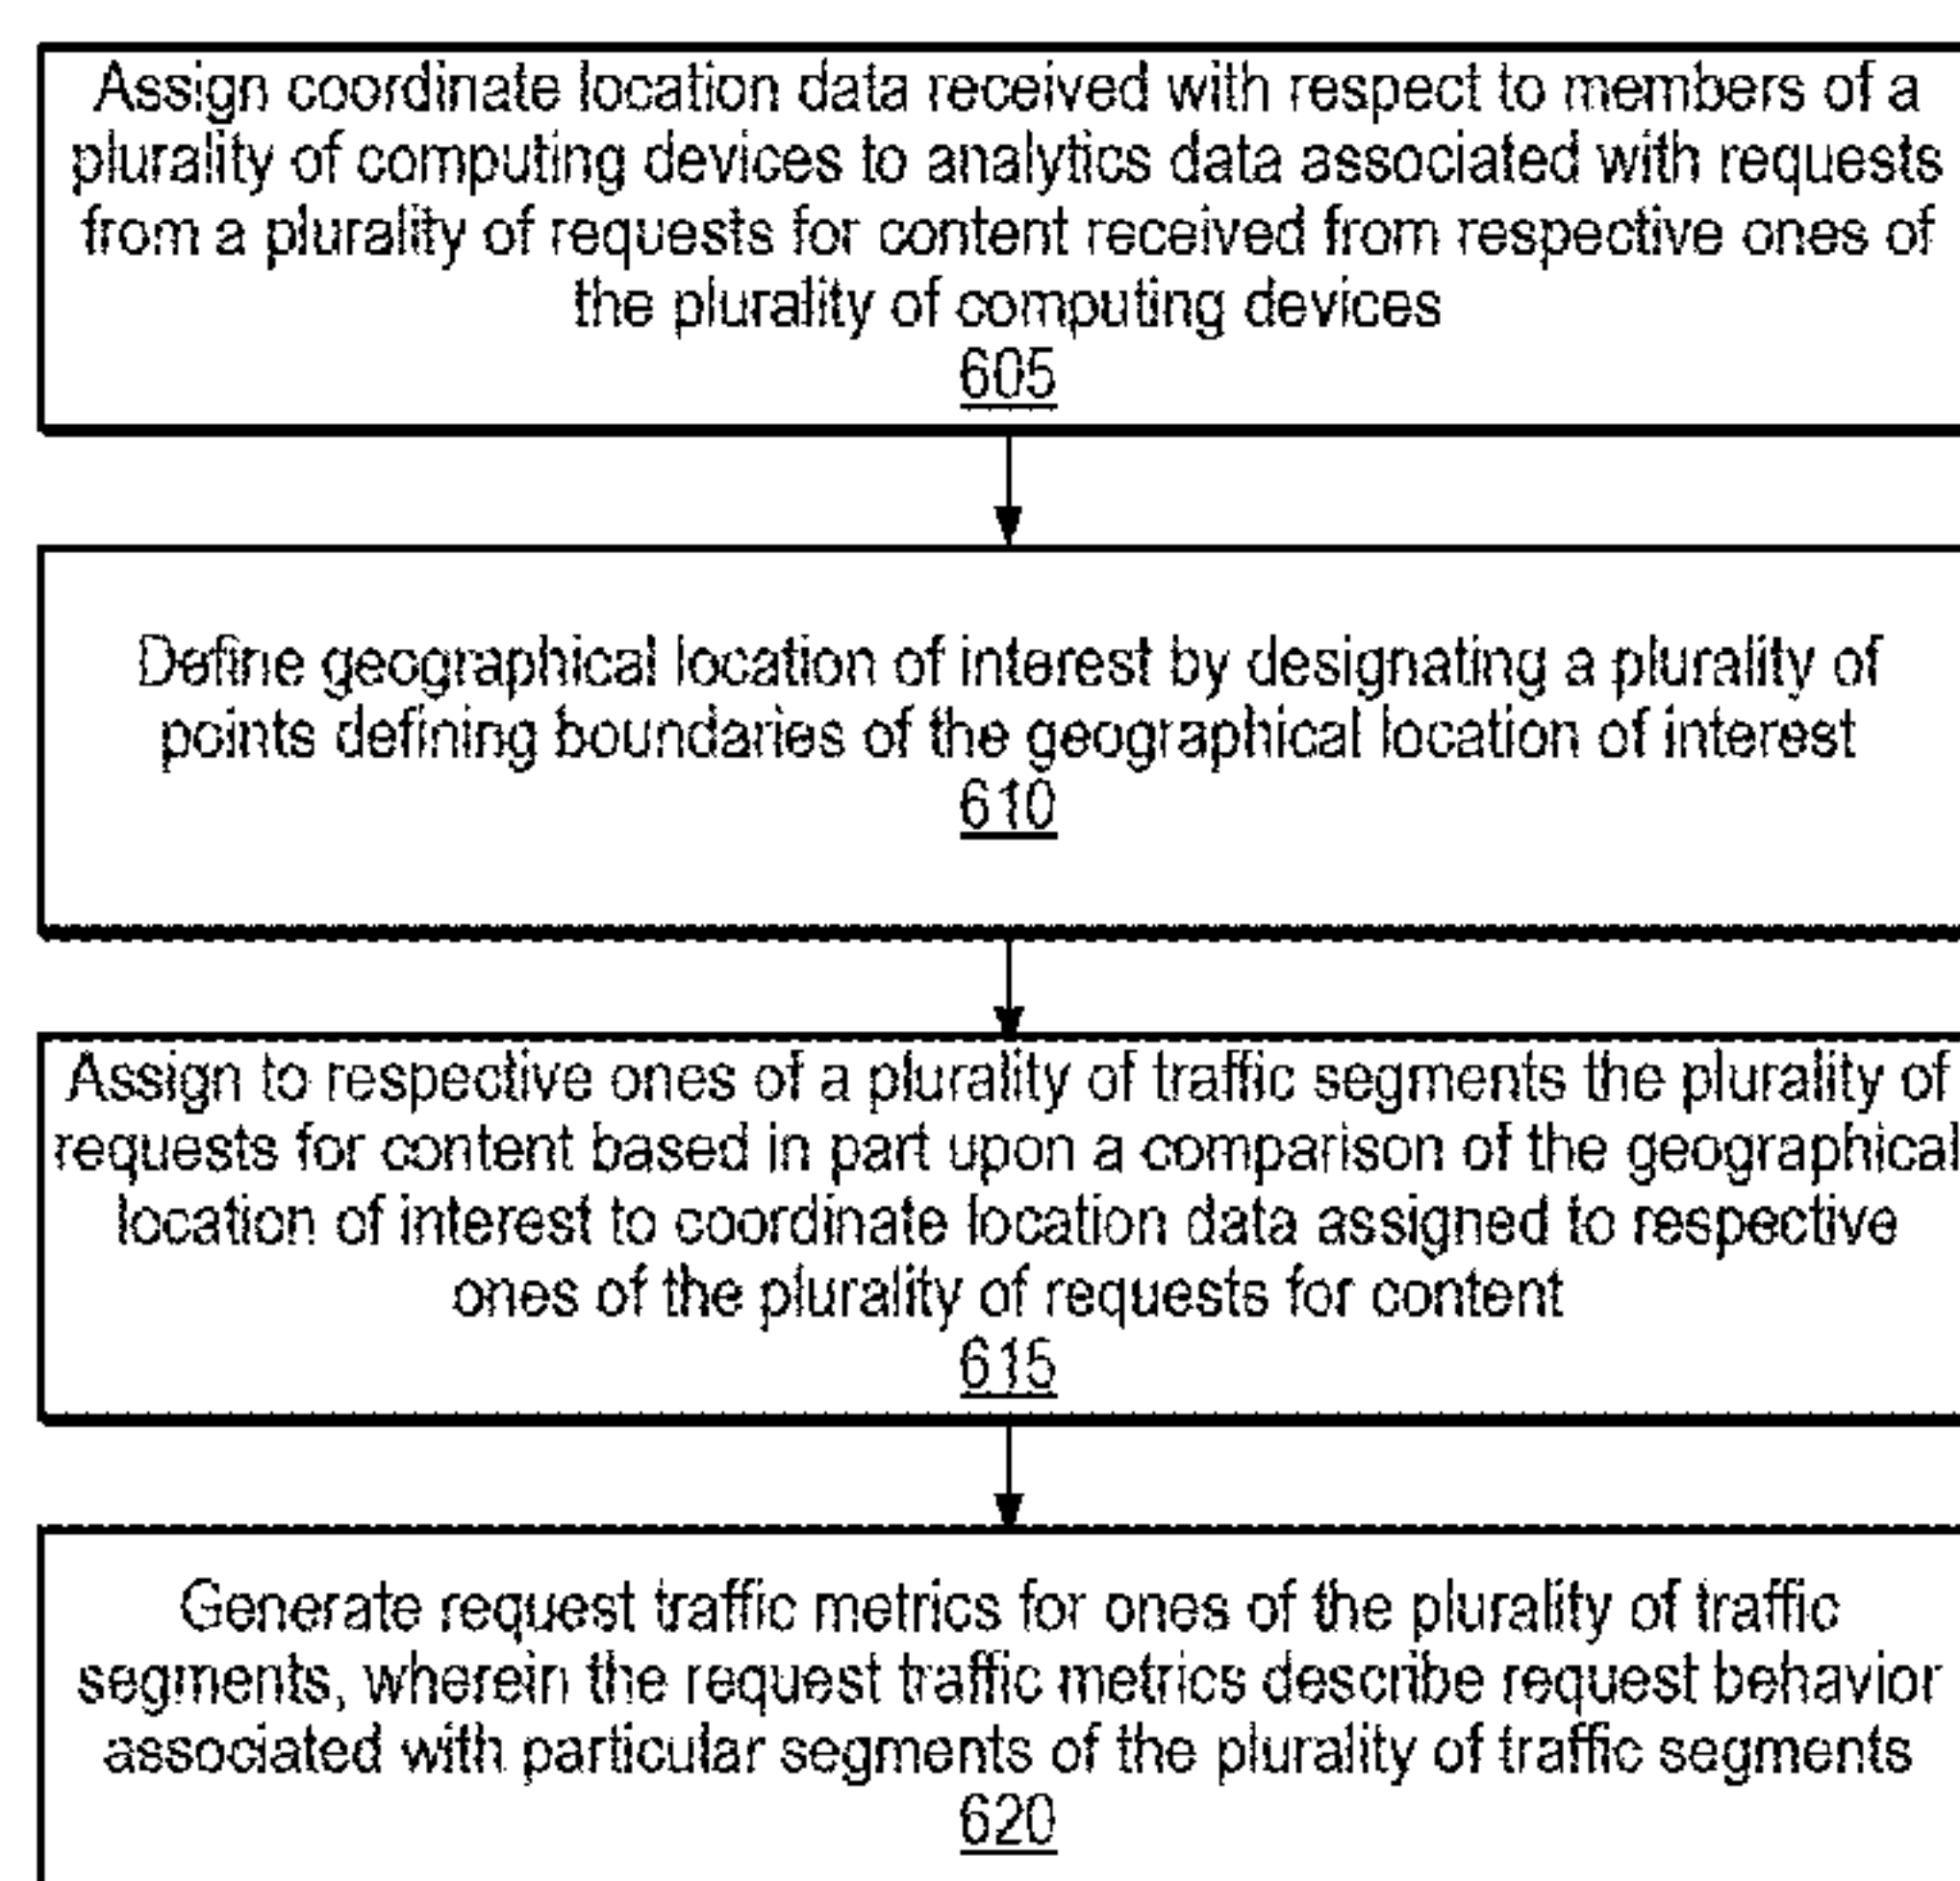 Assign coordinate location data received with respect to members of a
plurality of computing devices to analytics data associated with requests
from a plurality of requests for content received from respective ones of
the plurality of computing devices
605
Define geographical location of interest by designating a plurality of
points defining boundaries of the geographical location of interest
610
Assign to respective ones of a plurality of traffic segments the plurality of
requests for content based in part upon a comparison of the geographical
location of interest to coordinate location data assigned to respective
ones of the plurality of requests for content
615
Generate request traffic metrics for ones of the plurality of traffic
segments, wherein the request traffic metrics describe request behavior
associated with particular segments of the plurality of traffic segments
620